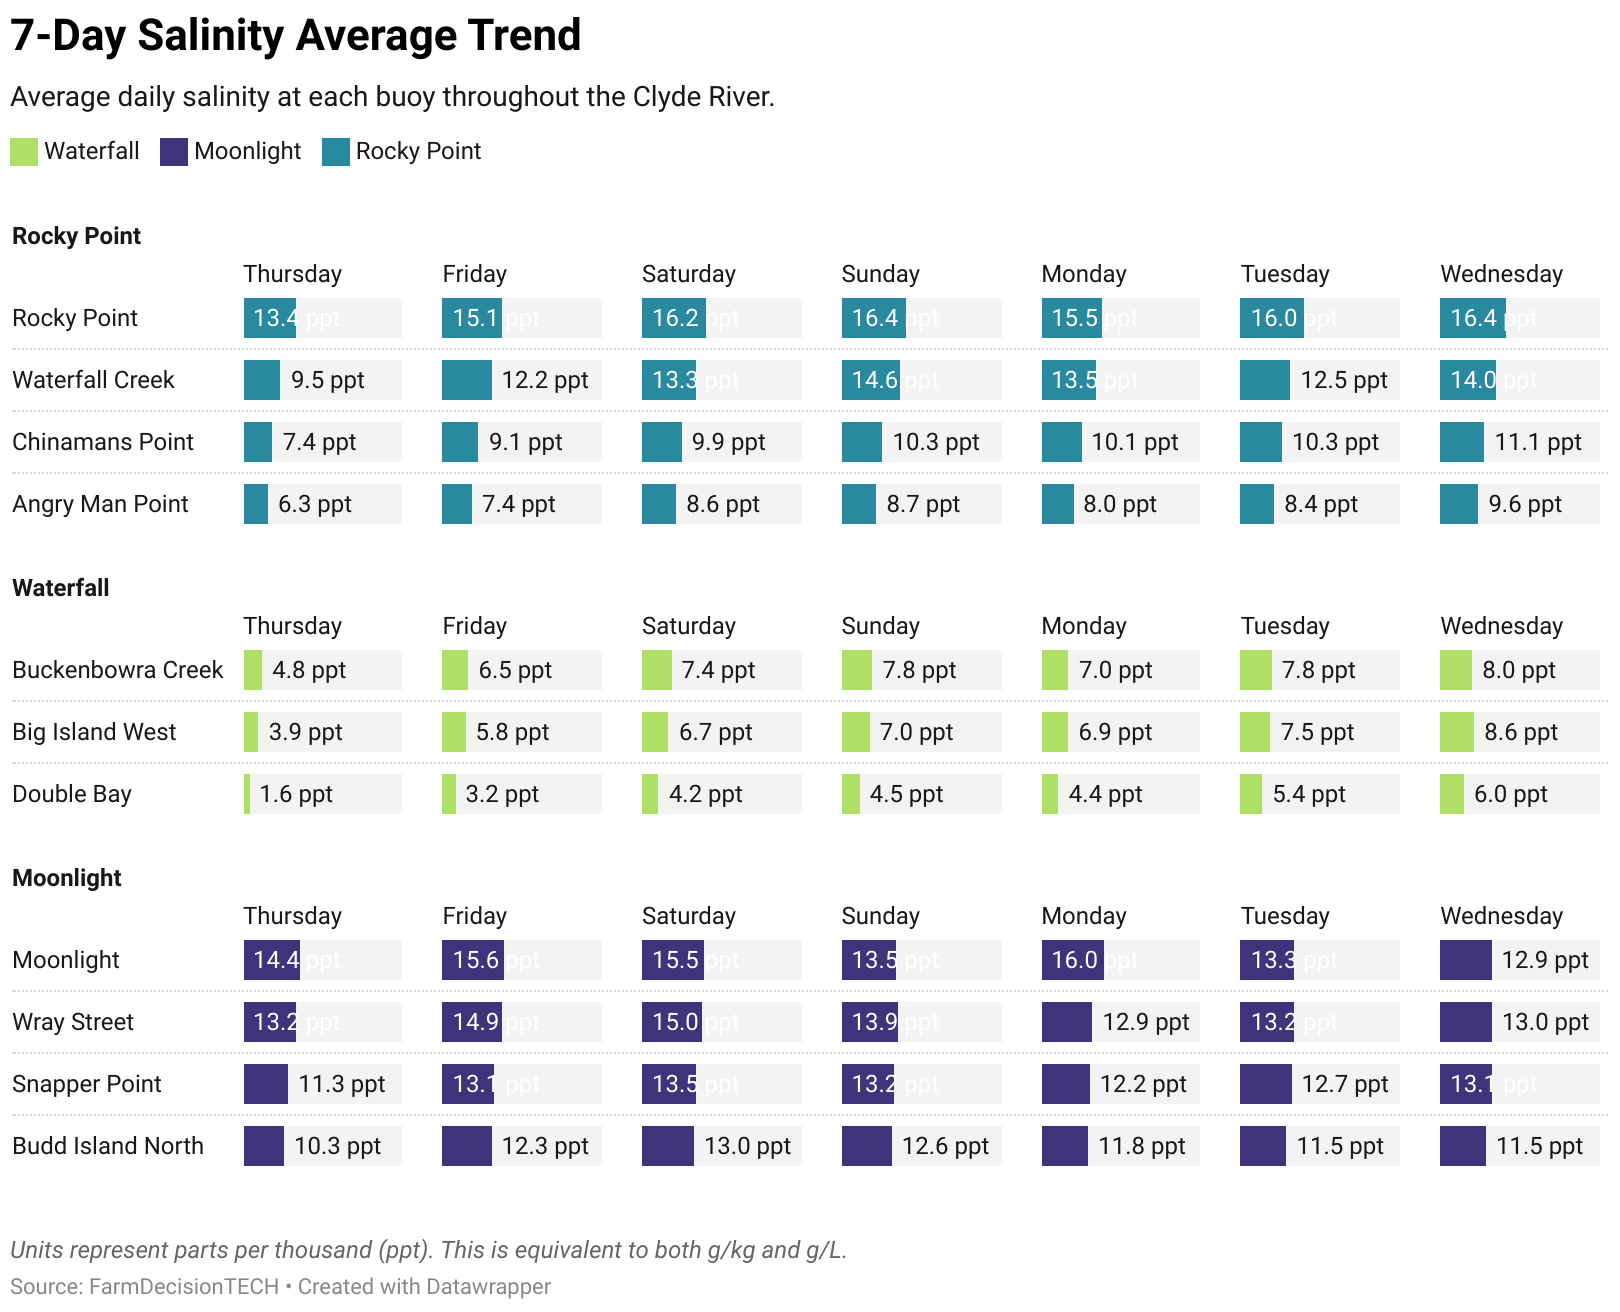 7-Day Salinity Average Trend
Average daily salinity at each buoy throughout the Clyde River.
Waterfall Moonlight Rocky Point
Rocky Point
Thursday Friday Saturday Sunday Monday Tuesday Wednesday
Rocky Point 13.4 ppt 15.1 ppt 16.2 ppt 16.4 ppt 15.5 ppt 16.0 ppt 16.4 ppt
Waterfall Creek 9.5 ppt 12.2 ppt 13.3 ppt 14.6 ppt 13.5 ppt 12.5 ppt 14.0 ppt
Chinamans Point 7.4 ppt 9.1 ppt 9.9 ppt 10.3 ppt 10.1 ppt 10.3 ppt 11.1 ppt
Angry Man Point 6.3 ppt 7.4 ppt 8.6 ppt 8.7 ppt 8.0 ppt 8.4 ppt 9.6 ppt
Waterfall
Thursday Friday Saturday Sunday Monday Tuesday Wednesday
Buckenbowra Creek 4.8 ppt 6.5 ppt 7.4 ppt 7.8 ppt 7.0 ppt 7.8 ppt 8.0 ppt
Big Island West 3.9 ppt 5.8 ppt 6.7 ppt 7.0 ppt 6.9 ppt 7.5 ppt 8.6 ppt
Double Bay 1.6 ppt 3.2 ppt 4.2 ppt 4.5 ppt 4.4 ppt 5.4 ppt 6.0 ppt
Moonlight
Thursday Friday Saturday Sunday Monday Tuesday Wednesday
Moonlight 14.4 ppt 15.6 ppt 15.5 ppt 13.5 ppt 16.0 ppt 13.3 ppt 12.9 ppt
Wray Street 13.2 ppt 14.9 ppt 15.0 ppt 13.9 ppt 12.9 ppt 13.2 ppt 13.0 ppt
Snapper Point 11.3 ppt 13.1 ppt 13.5 ppt 13.2 ppt 12.2 ppt 12.7 ppt 13.1 ppt
Budd Island North 10.3 ppt 12.3 ppt 13.0 ppt 12.6 ppt 11.8 ppt 11.5 ppt 11.5 ppt
Units represent parts per thousand (ppt). This is equivalent to both g/kg and g/L.
Source: FarmDecisionTECH • Created with Datawrapper